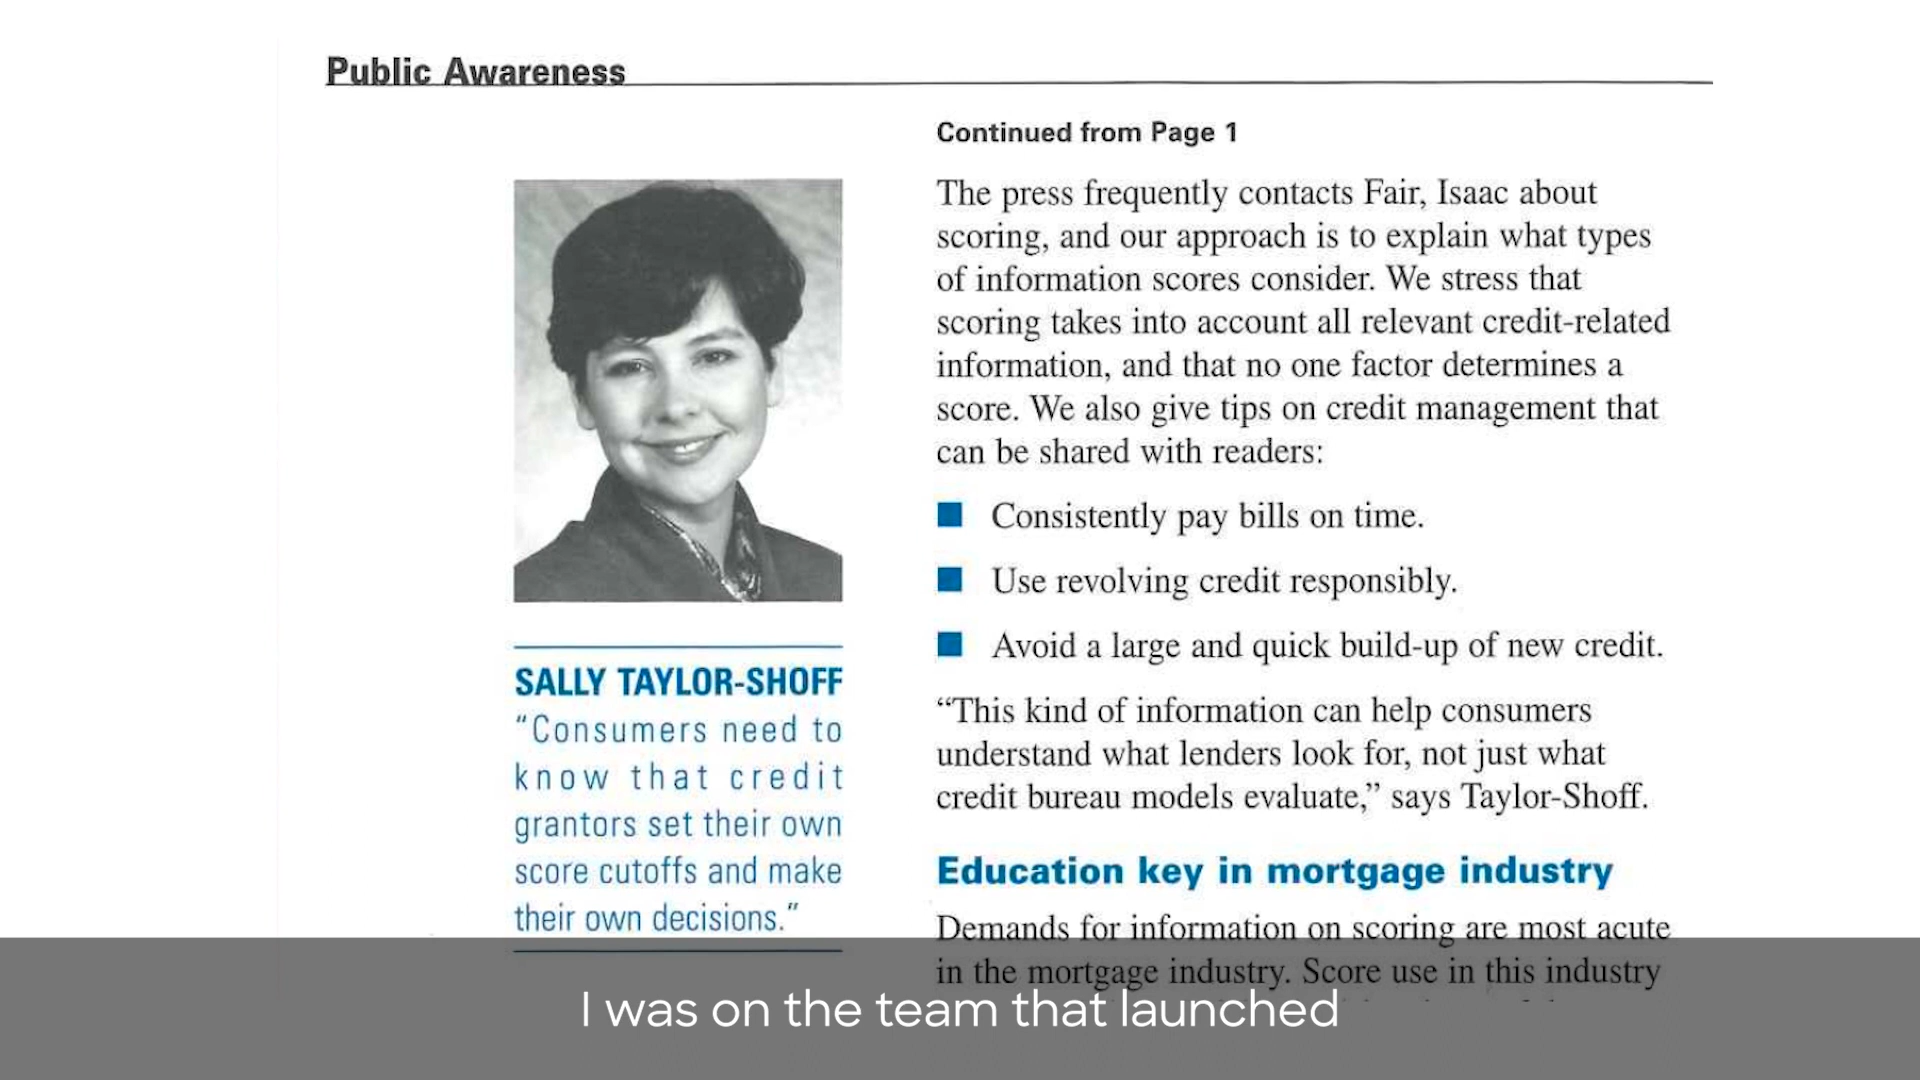 Public Awareness
SALLY TAYLOR-SHOFF
"Consumers need to
know that credit
grantors set their own
score cutoffs and make
their own decisions."
Continued from Page 1
The press frequently contacts Fair, Isaac about
scoring, and our approach is to explain what types
of information scores consider. We stress that
scoring takes into account all relevant credit-related
information, and that no one factor determines a
score. We also give tips on credit management that
can be shared with readers:
■ Consistently pay bills on time.
■ Use revolving credit responsibly.
■ Avoid a large and quick build-up of new credit.
“This kind of information can help consumers
understand what lenders look for, not just what
credit bureau models evaluate,” says Taylor-Shoff.
Education key in mortgage industry
Demands for information on scoring are most acute
in the mortgage industry. Score use in this industry
I was on the team that launched